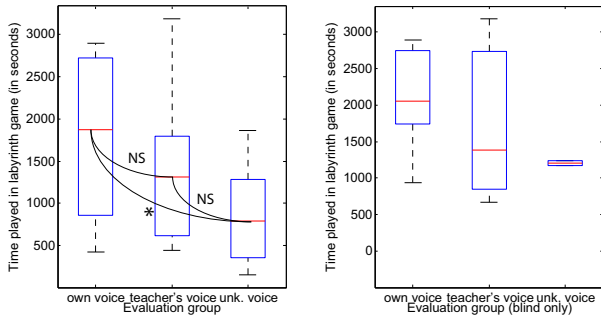 Time played in labyrinth game (in seconds)
3000
2500
2000
1500
1000
500
NS
NS
*
own voice teacher's voice unk. voice
Evaluation group
Time played in labyrinth game (in seconds)
3000
2500
2000
1500
1000
500
0
own voice teacher's voice unk. voice
Evaluation group (blind only)